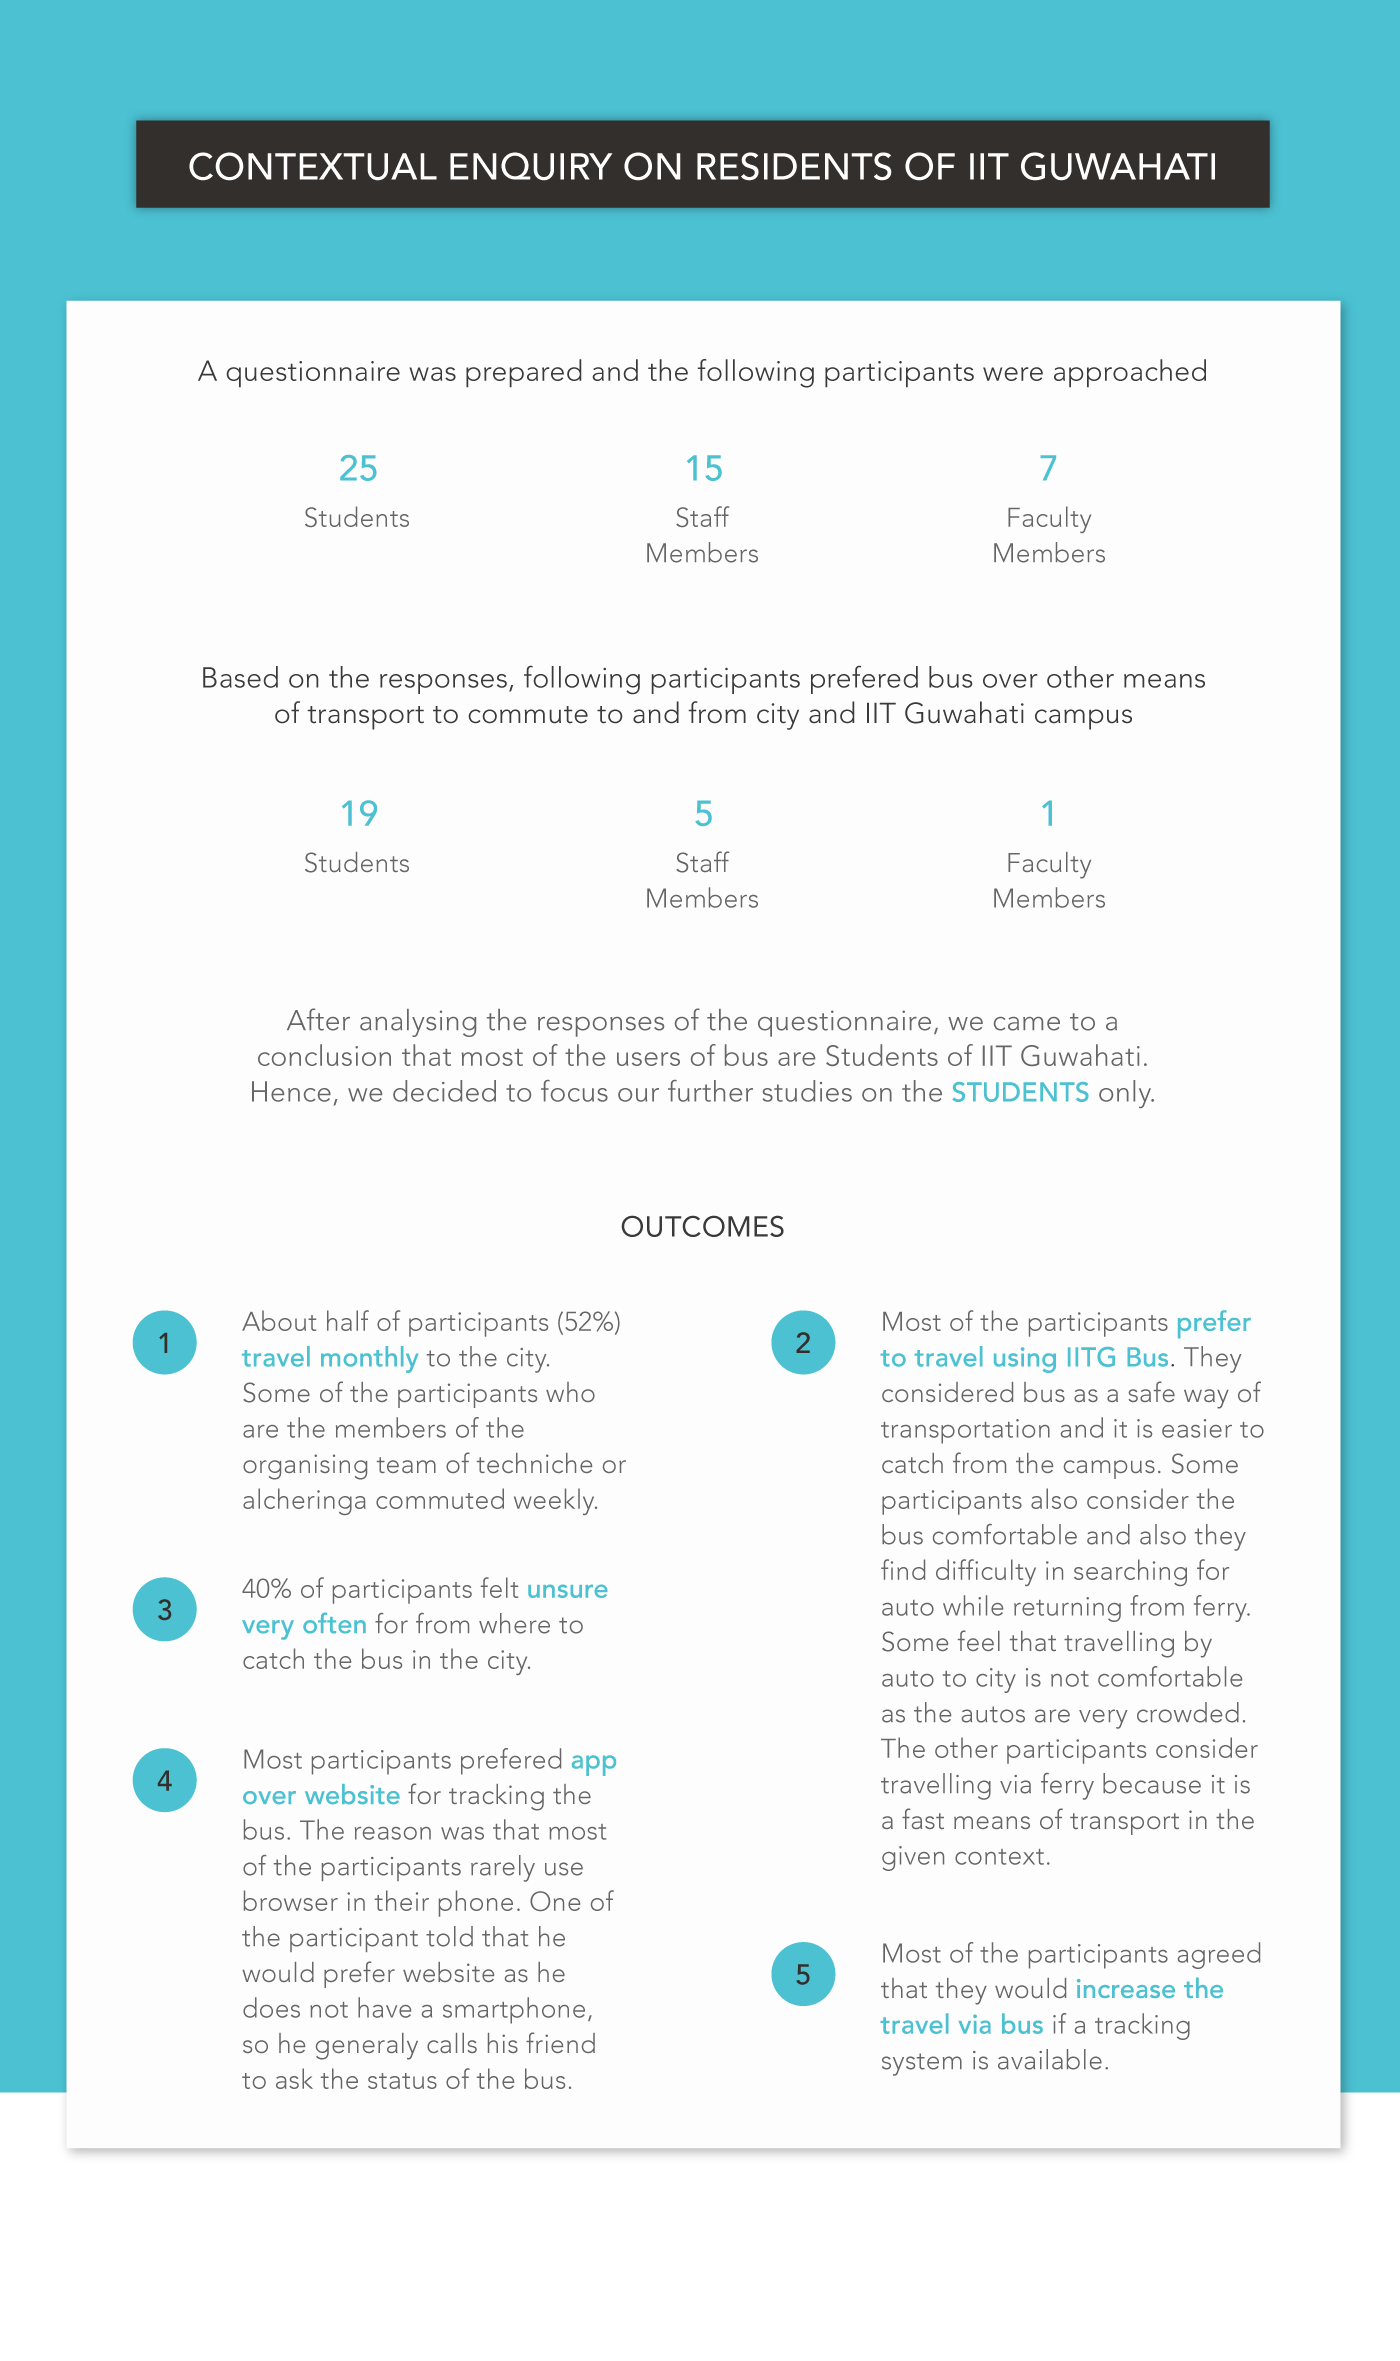 CONTEXTUAL ENQUIRY ON RESIDENTS OF IIT GUWAHATI
A questionnaire was prepared and the following participants were approached
25
Students
15
Staff
Members
7
Faculty
Members
Based on the responses, following participants prefered bus over other means
of transport to commute to and from city and IIT Guwahati campus
19
Students
5
Staff
Members
1
Faculty
Members
After analysing the responses of the questionnaire, we came to a
conclusion that most of the users of bus are Students of IIT Guwahati.
Hence, we decided to focus our further studies on the STUDENTS only.
OUTCOMES
1
About half of participants (52%)
travel monthly to the city.
Some of the participants who
are the members of the
organising team of techniche or
alcheringa commuted weekly.
2
Most of the participants prefer
to travel using IITG Bus. They
considered bus as a safe way of
transportation and it is easier to
catch from the campus. Some
participants also consider the
bus comfortable and also they
find difficulty in searching for
auto while returning from ferry.
Some feel that travelling by
auto to city is not comfortable
as the autos are very crowded.
The other participants consider
travelling via ferry because it is
a fast means of transport in the
given context.
3
40% of participants felt unsure
very often for from where to
catch the bus in the city.
4
Most participants prefered app
over website for tracking the
bus. The reason was that most
of the participants rarely use
browser in their phone. One of
the participant told that he
would prefer website as he
does not have a smartphone,
so he generaly calls his friend
to ask the status of the bus.
5
Most of the participants agreed
that they would increase the
travel via bus if a tracking
system is available.